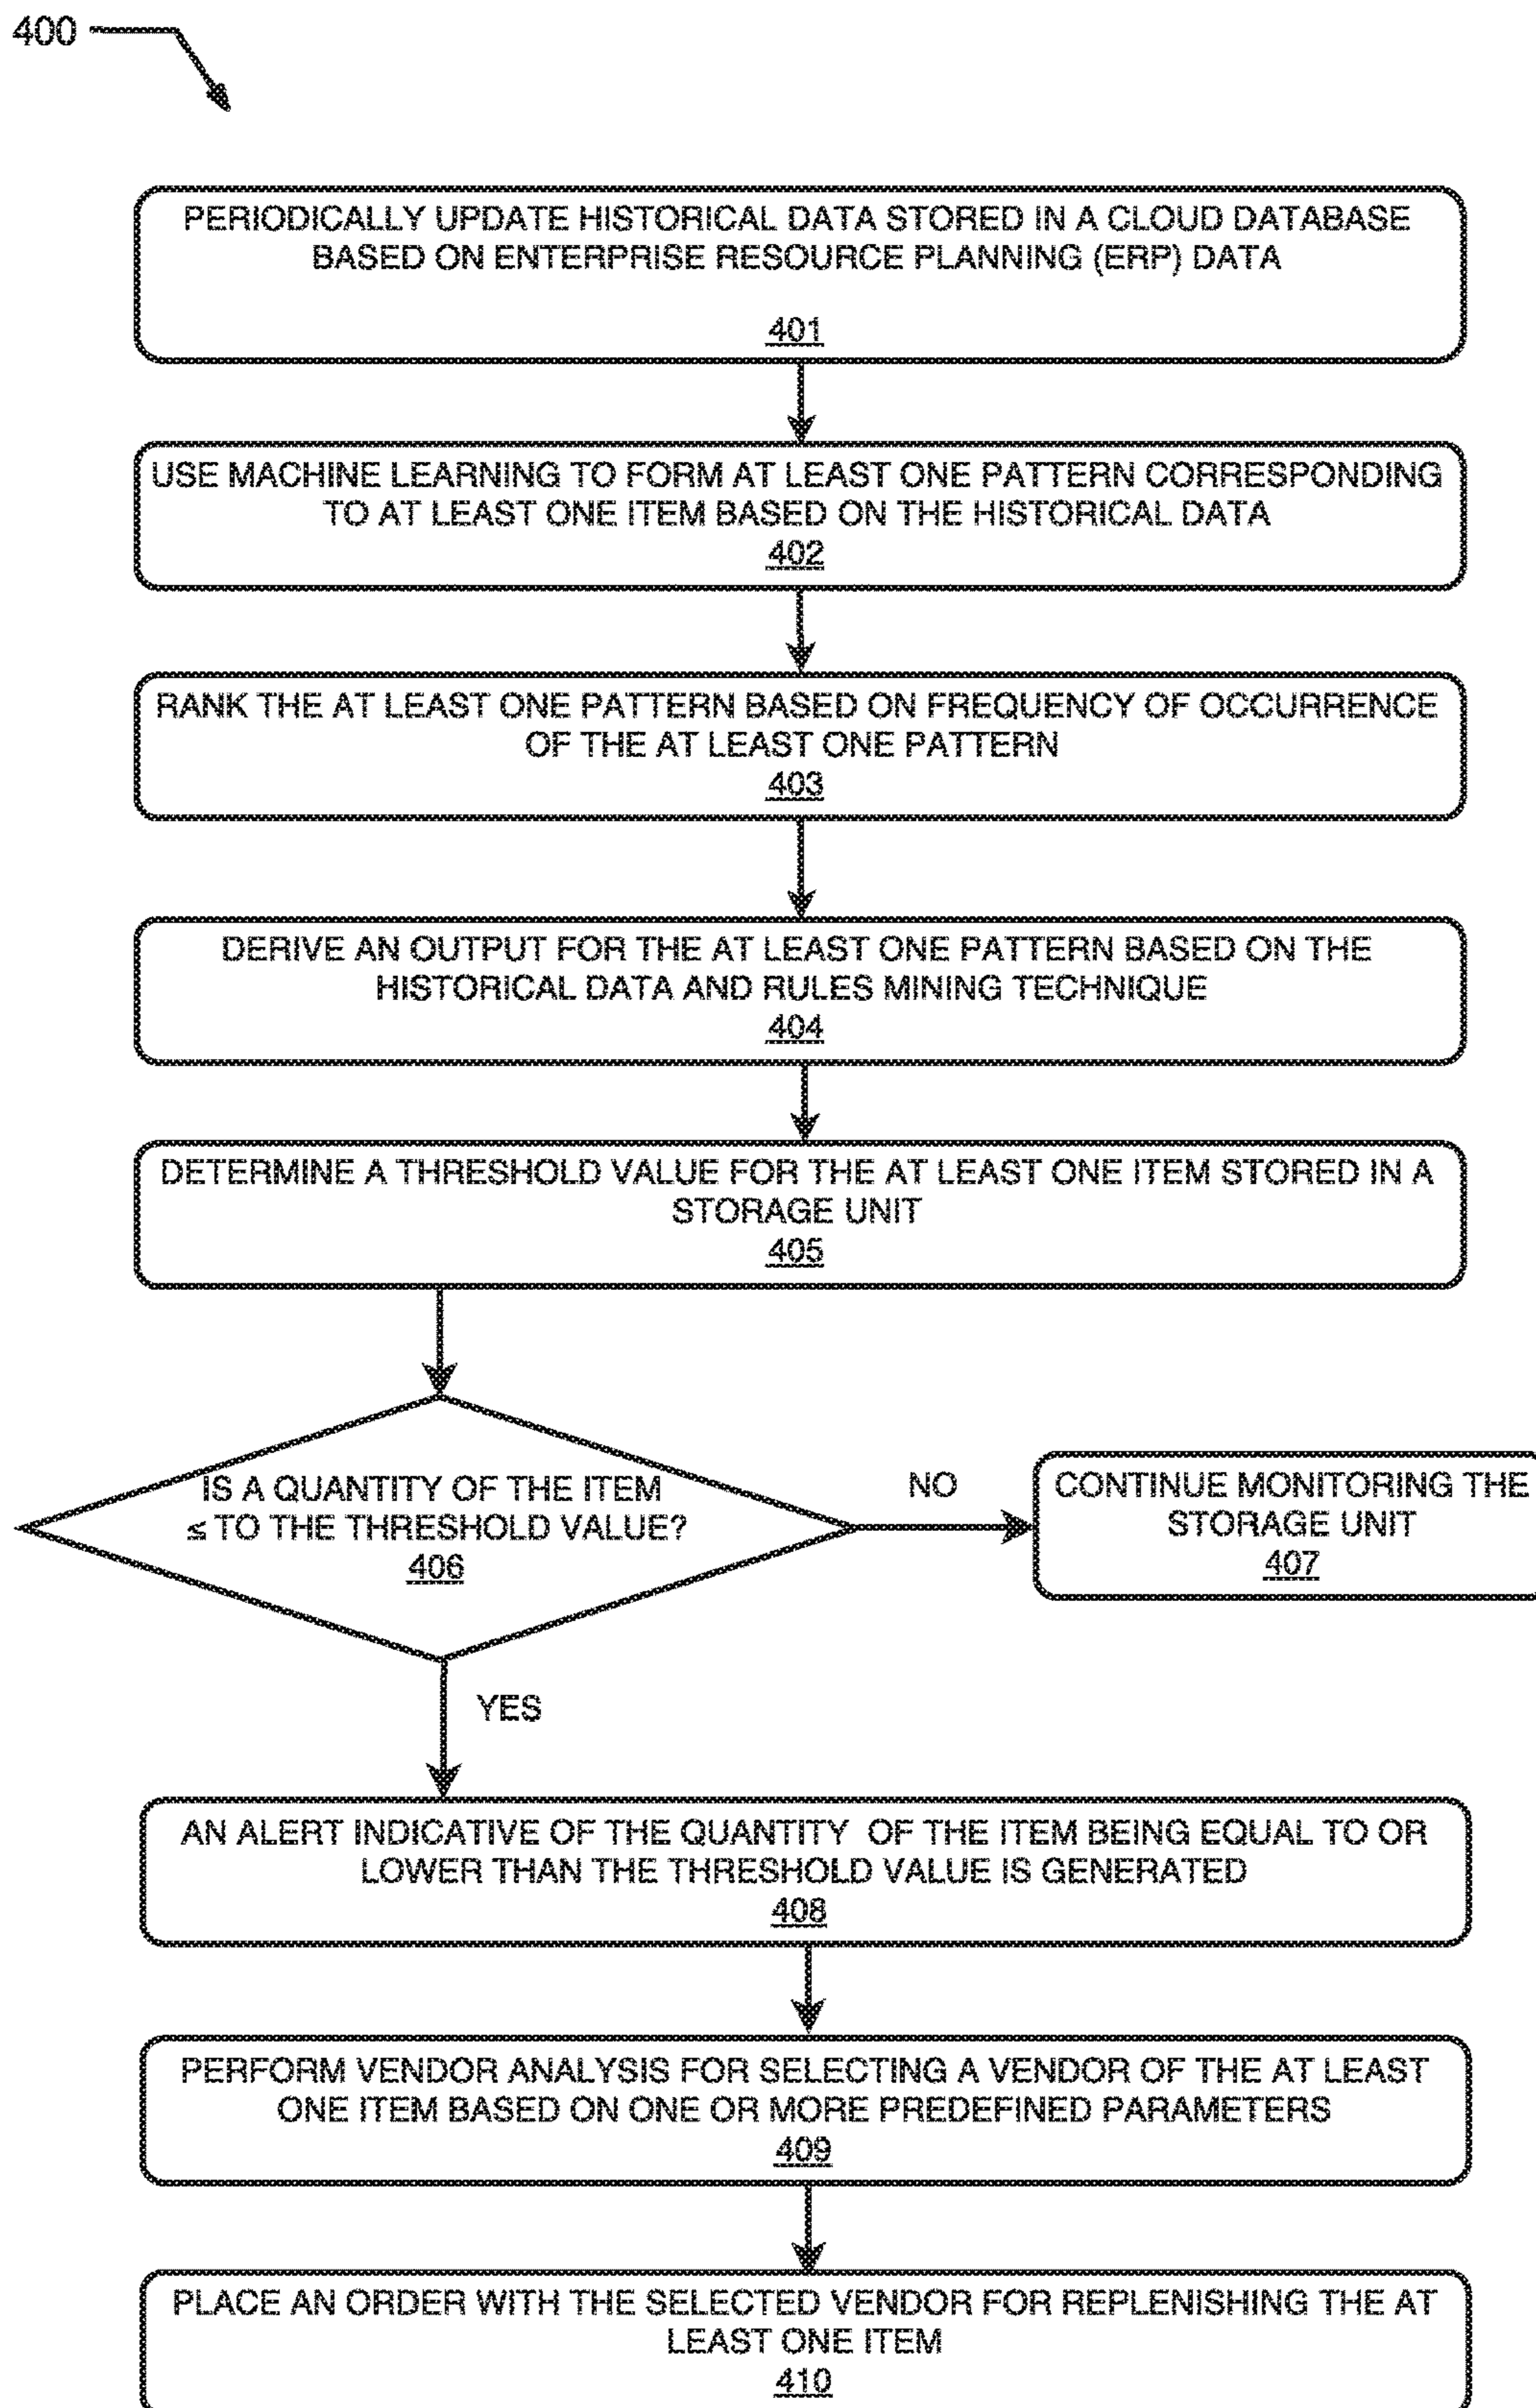 400
PERIODICALLY UPDATE HISTORICAL DATA STORED IN A CLOUD DATABASE
BASED ON ENTERPRISE RESOURCE PLANNING (ERP) DATA
401
USE MACHINE LEARNING TO FORM AT LEAST ONE PATTERN CORRESPONDING
TO AT LEAST ONE ITEM BASED ON THE HISTORICAL DATA
402
RANK THE AT LEAST ONE PATTERN BASED ON FREQUENCY OF OCCURRENCE
OF THE AT LEAST ONE PATTERN
403
DERIVE AN OUTPUT FOR THE AT LEAST ONE PATTERN BASED ON THE
HISTORICAL DATA AND RULES MINING TECHNIQUE
404
DETERMINE A THRESHOLD VALUE FOR THE AT LEAST ONE ITEM STORED IN A
STORAGE UNIT
405
IS A QUANTITY OF THE ITEM
≤ TO THE THRESHOLD VALUE?
406
NO
CONTINUE MONITORING THE
STORAGE UNIT
407
YES
AN ALERT INDICATIVE OF THE QUANTITY OF THE ITEM BEING EQUAL TO OR
LOWER THAN THE THRESHOLD VALUE IS GENERATED
408
PERFORM VENDOR ANALYSIS FOR SELECTING A VENDOR OF THE AT LEAST
ONE ITEM BASED ON ONE OR MORE PREDEFINED PARAMETERS
409
PLACE AN ORDER WITH THE SELECTED VENDOR FOR REPLENISHING THE AT
LEAST ONE ITEM
410